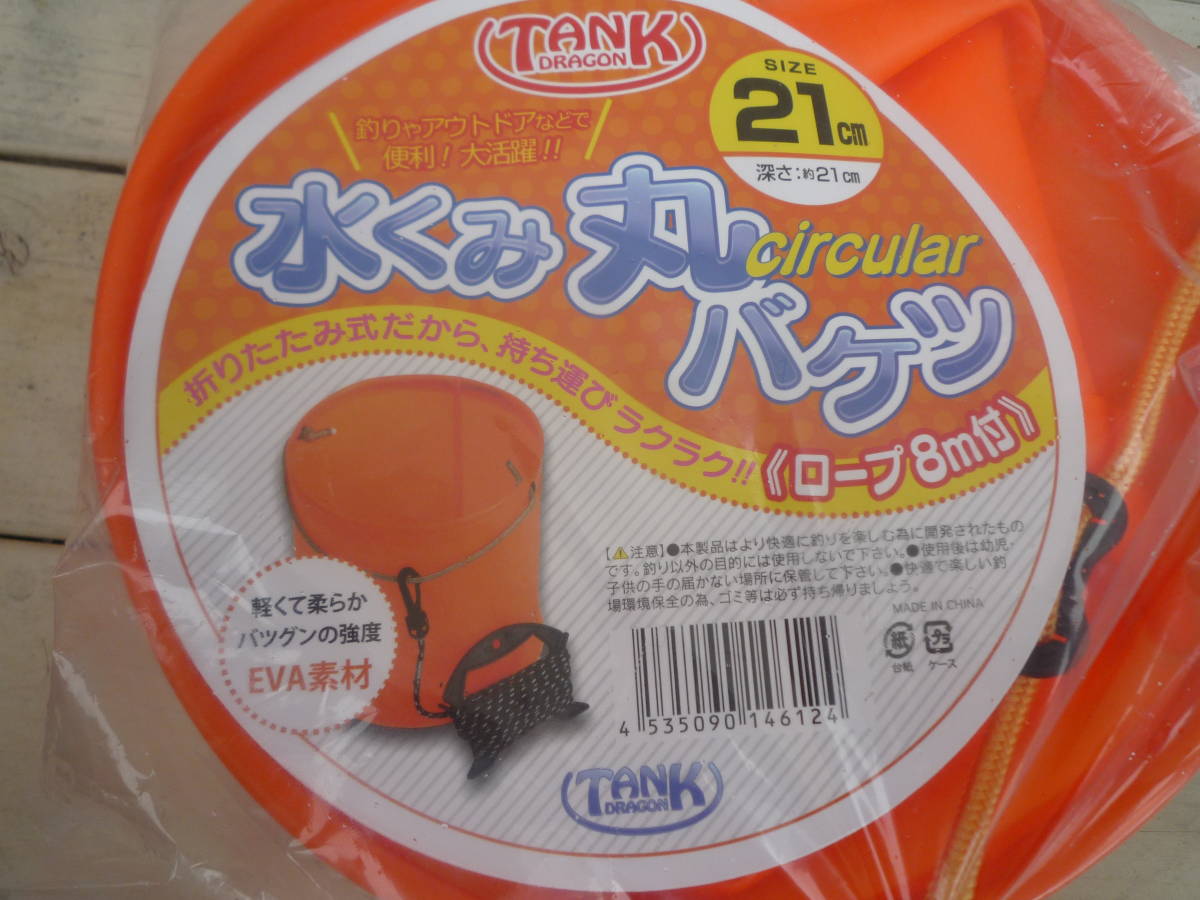 TANK
DRAGON
SIZE
21cm
深さ:約21cm
釣りやアウトドアなどで
便利!大活躍!!
水くみ 丸
circular
バケツ
折りたたみ式だから、持ち運びラクラク!!
《ロープ8m付》
【⚠注意】●本製品はより快適に釣りを楽しむ為に開発されたもの
です。釣り以外の目的には使用しないで下さい。●使用後は幼児・
子供の手の届かない場所に保管して下さい。●快適で楽しい釣
場環境保全の為、ゴミ等は必ず持ち帰りましょう。
MADE IN CHINA
紙
台紙
プラ
ケース
軽くて柔らか
バツグンの強度
EVA素材
4 535090 146124
TANK
DRAGON